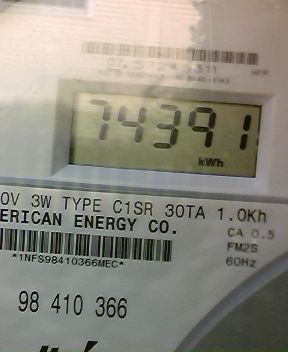 74391
kWh
0V 3W TYPE C1SR 30TA 1.0Kh
ERICAN ENERGY CO.
CA 0.5
FM2S
*1NFS98410366MEC*
60Hz
98 410 366